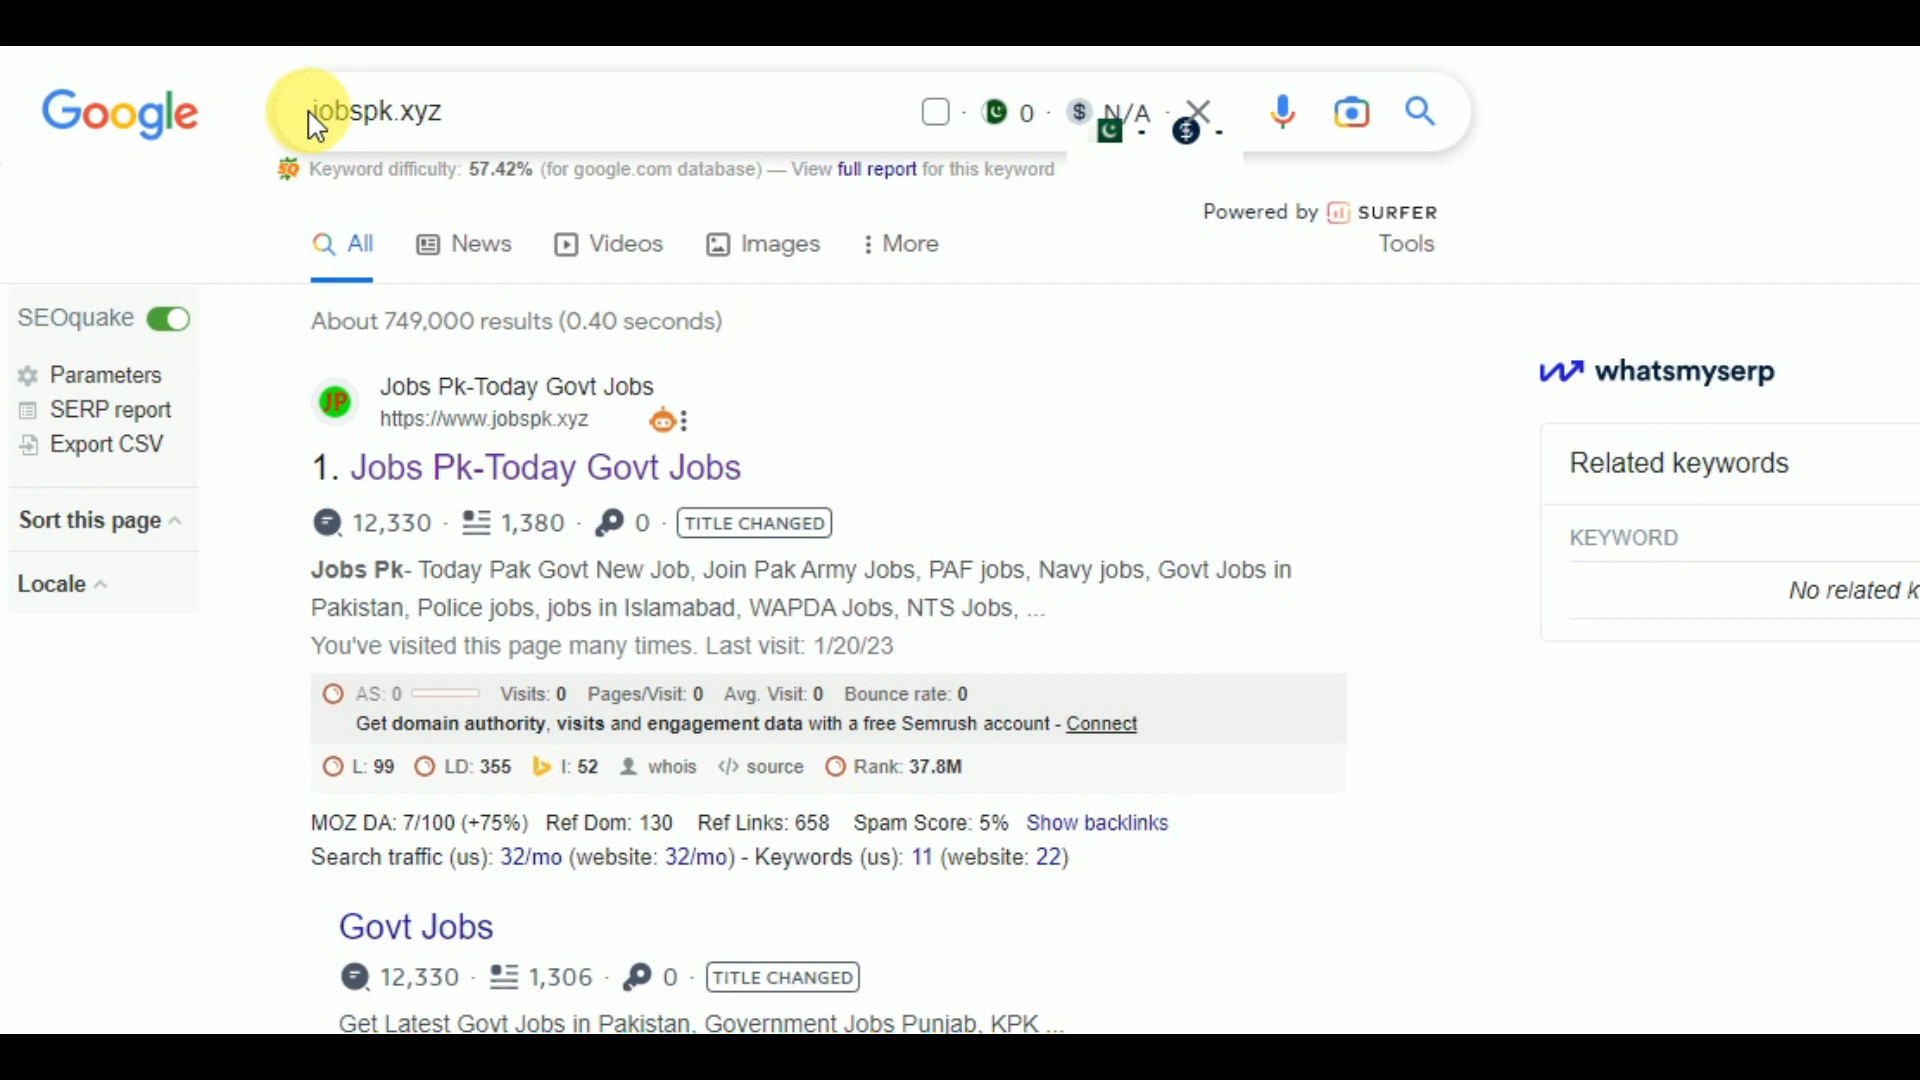 Google
jobspk.xyz
0 · N/A ·
- -
Keyword difficulty: 57.42% (for google.com database) — View full report for this keyword
Powered by SURFER
All News Videos Images More Tools
SEOquake
Parameters
SERP report
Export CSV
Sort this page
Locale
About 749,000 results (0.40 seconds)
JP
Jobs Pk-Today Govt Jobs
https://www.jobspk.xyz
1. Jobs Pk-Today Govt Jobs
12,330 · 1,380 · 0 · TITLE CHANGED
Jobs Pk- Today Pak Govt New Job, Join Pak Army Jobs, PAF jobs, Navy jobs, Govt Jobs in
Pakistan, Police jobs, jobs in Islamabad, WAPDA Jobs, NTS Jobs, ...
You've visited this page many times. Last visit: 1/20/23
AS: 0 Visits: 0 Pages/Visit: 0 Avg. Visit: 0 Bounce rate: 0
Get domain authority, visits and engagement data with a free Semrush account - Connect
L: 99 LD: 355 I: 52 whois source Rank: 37.8M
MOZ DA: 7/100 (+75%) Ref Dom: 130 Ref Links: 658 Spam Score: 5% Show backlinks
Search traffic (us): 32/mo (website: 32/mo) - Keywords (us): 11 (website: 22)
Govt Jobs
12,330 · 1,306 · 0 · TITLE CHANGED
Get Latest Govt Jobs in Pakistan, Government Jobs Punjab, KPK ...
whatsmyserp
Related keywords
KEYWORD
No related k